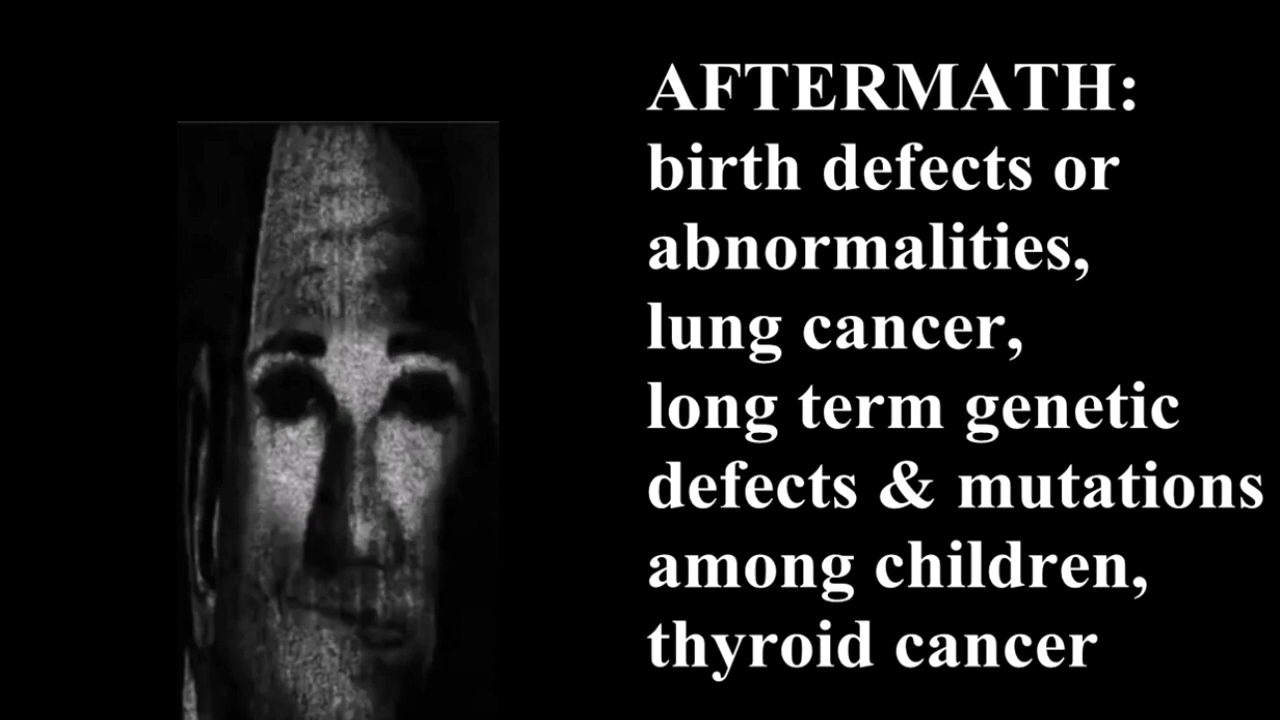 AFTERMATH:
birth defects or
abnormalities,
lung cancer,
long term genetic
defects & mutations
among children,
thyroid cancer